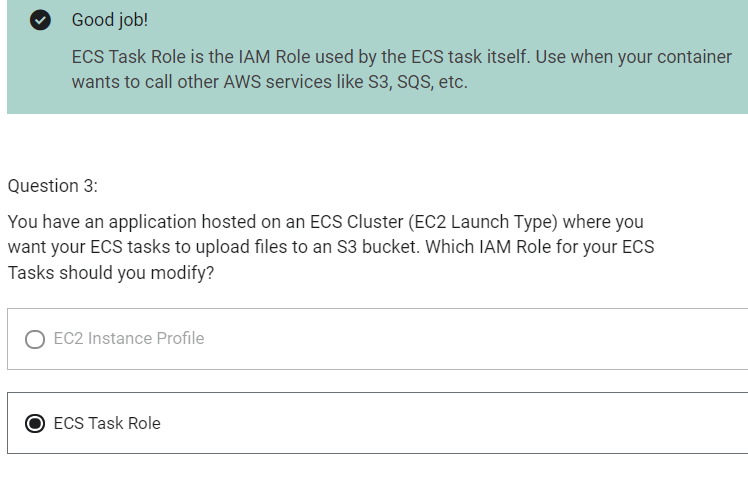 Good job!
ECS Task Role is the IAM Role used by the ECS task itself. Use when your container
wants to call other AWS services like S3, SQS, etc.
Question 3:
You have an application hosted on an ECS Cluster (EC2 Launch Type) where you
want your ECS tasks to upload files to an S3 bucket. Which IAM Role for your ECS
Tasks should you modify?
EC2 Instance Profile
ECS Task Role